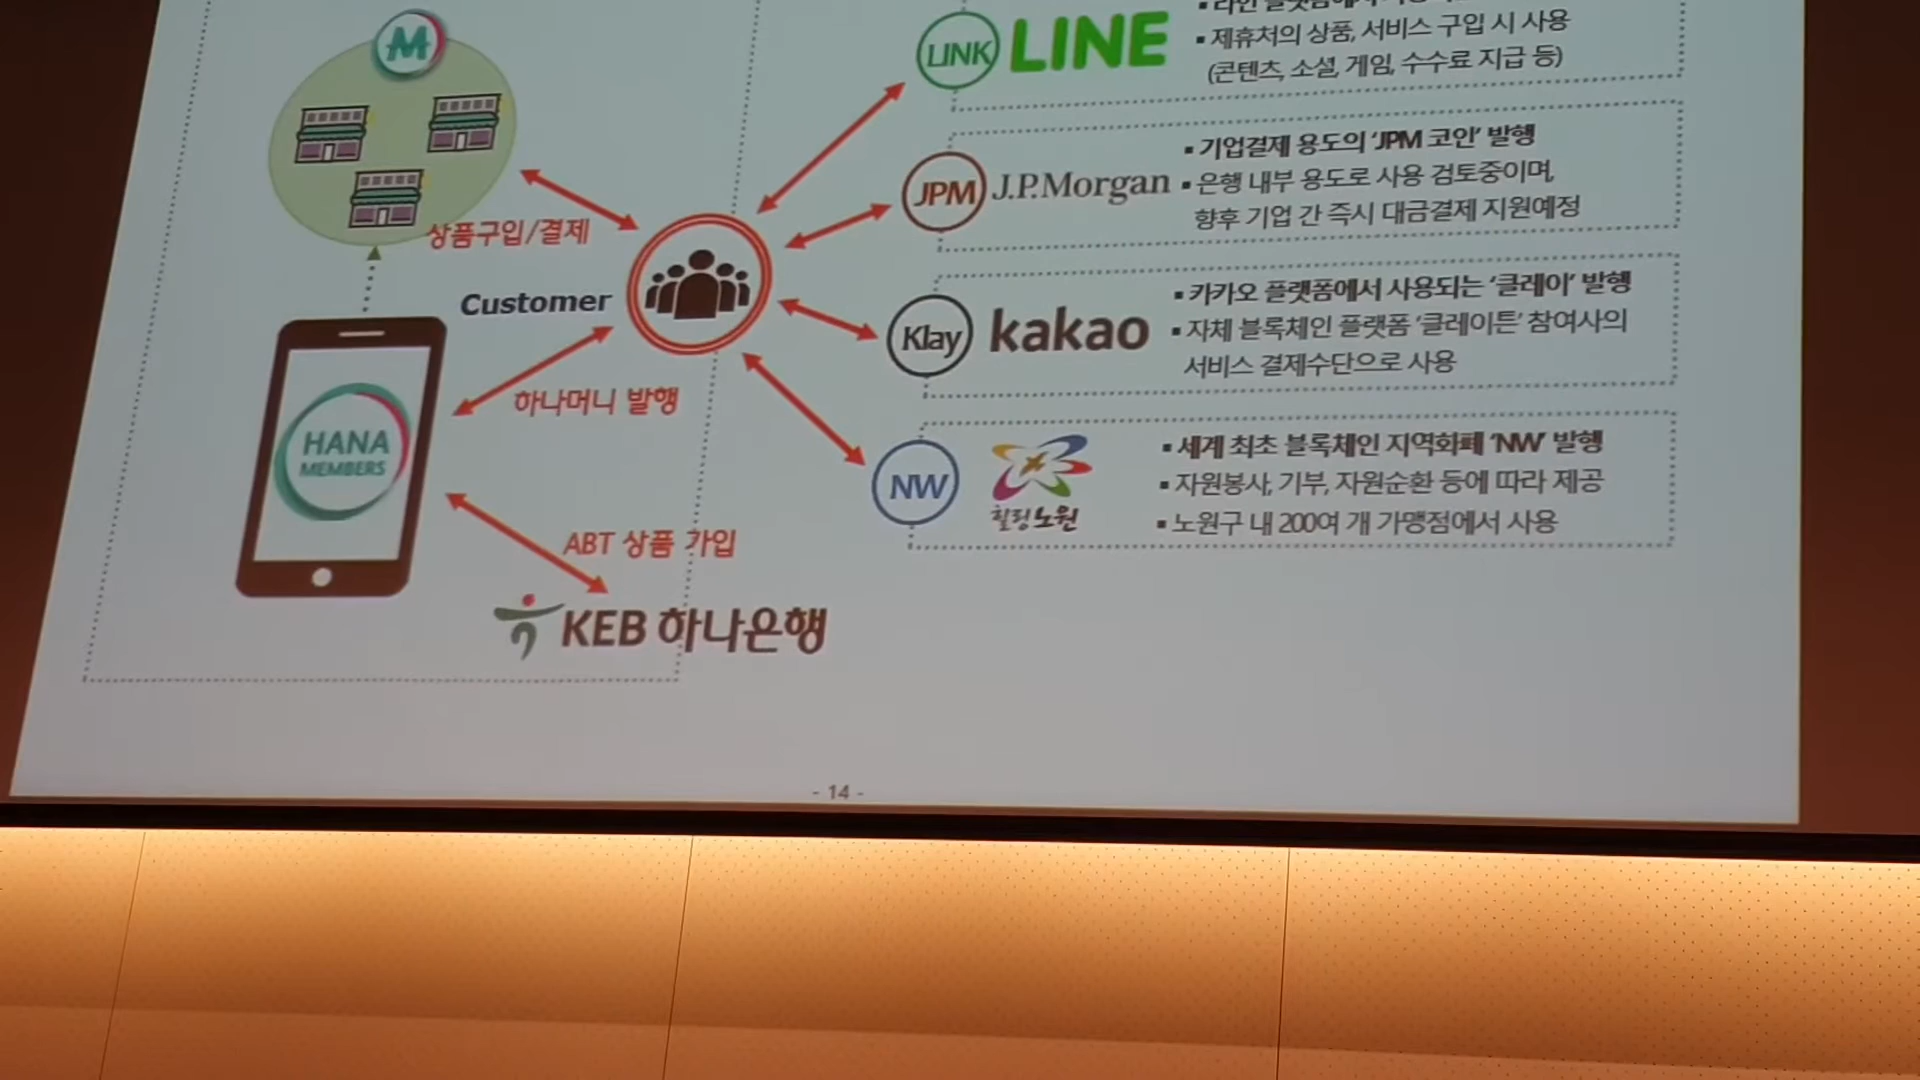 M
상품구입/결제
Customer
하나머니 발행
HANA
MEMBERS
ABT 상품 가입
KEB 하나은행
LINK LINE
▪ 제휴처의 상품, 서비스 구입 시 사용
(콘텐츠, 소셜, 게임, 수수료 지급 등)
JPM J.P.Morgan
▪ 기업결제 용도의 ‘JPM 코인’ 발행
▪ 은행 내부 용도로 사용 검토중이며,
향후 기업 간 즉시 대금결제 지원예정
Klay kakao
▪ 카카오 플랫폼에서 사용되는 ‘클레이’ 발행
▪ 자체 블록체인 플랫폼 ‘클레이튼’ 참여사의
서비스 결제수단으로 사용
NW 힐링노원
▪ 세계 최초 블록체인 지역화폐 ‘NW’ 발행
▪ 자원봉사, 기부, 자원순환 등에 따라 제공
▪ 노원구 내 200여 개 가맹점에서 사용
- 14 -